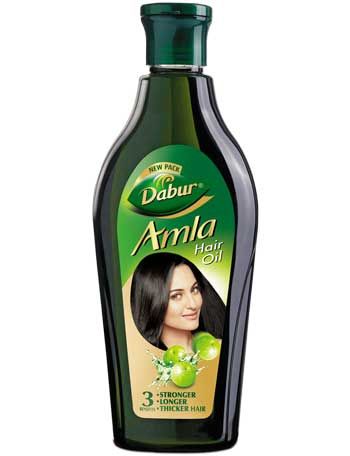 NEW PACK
Dabur®
Amla
Hair
Oil
3 BENEFITS
•STRONGER
•LONGER
•THICKER HAIR